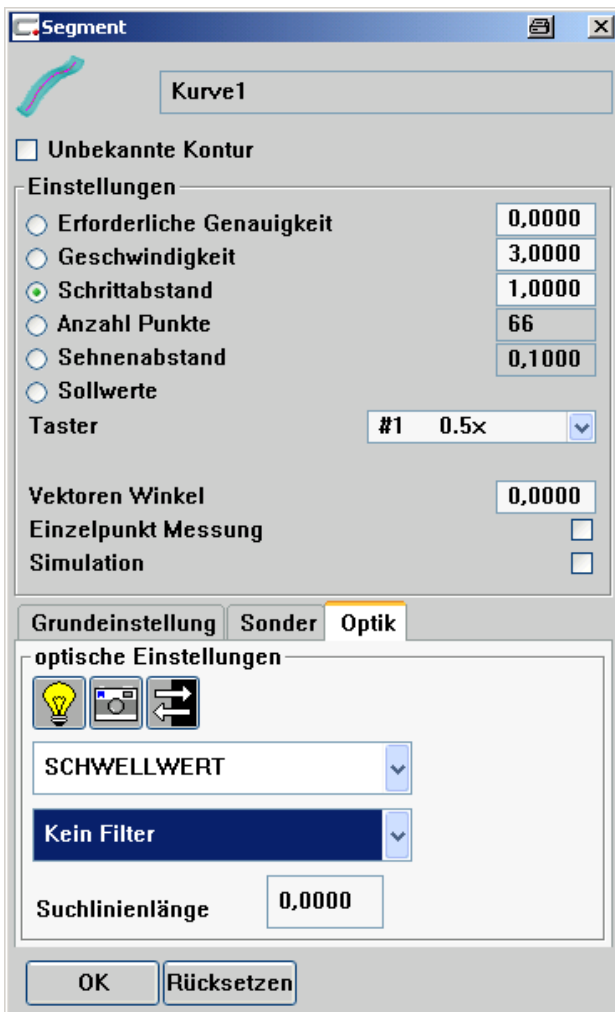 Segment
Kurve1
Unbekannte Kontur
Einstellungen
Erforderliche Genauigkeit 0,0000
Geschwindigkeit 3,0000
Schrittabstand 1,0000
Anzahl Punkte 66
Sehnenabstand 0,1000
Sollwerte
Taster #1 0.5x
Vektoren Winkel 0,0000
Einzelpunkt Messung
Simulation
Grundeinstellung Sonder Optik
optische Einstellungen
SCHWELLWERT
Kein Filter
Suchlinienlänge 0,0000
OK Rücksetzen